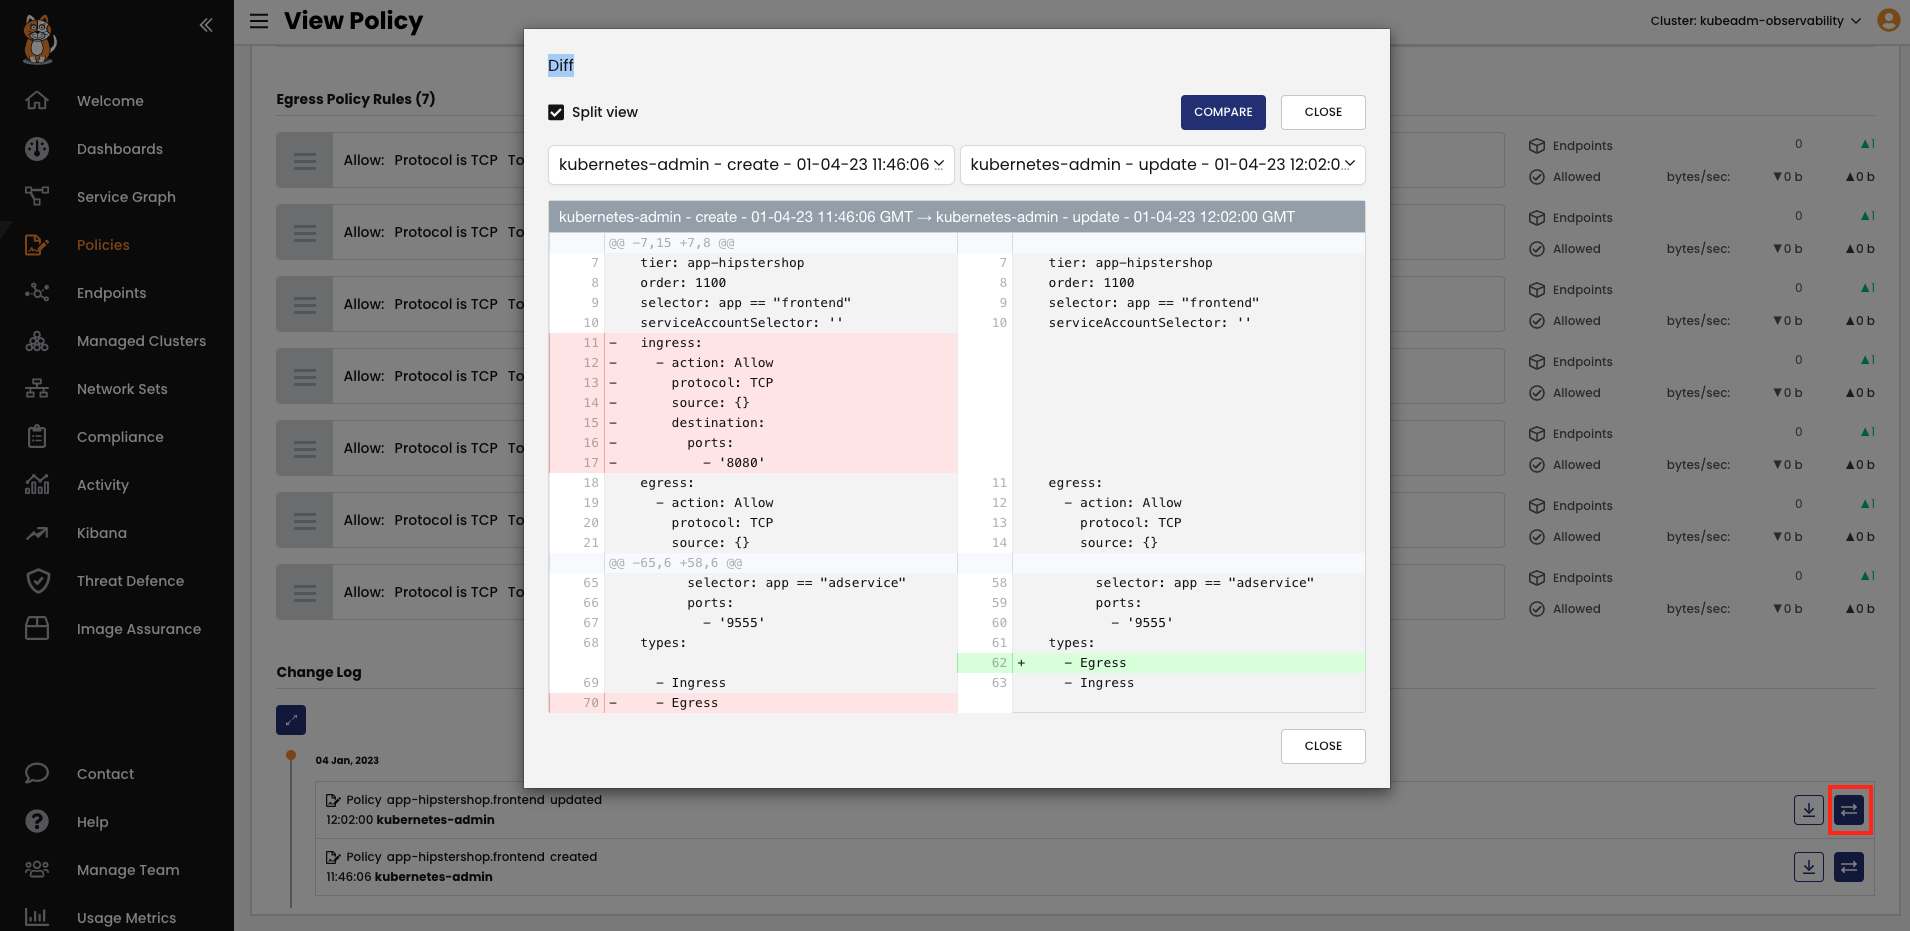 View Policy
Cluster: kubeadm-observability
Welcome
Dashboards
Service Graph
Policies
Endpoints
Managed Clusters
Network Sets
Compliance
Activity
Kibana
Threat Defence
Image Assurance
Contact
Help
Manage Team
Usage Metrics
Egress Policy Rules (7)
Allow: Protocol is TCP To
Endpoints 0 ▲1
Allowed bytes/sec: ▼0 b ▲0 b
Allow: Protocol is TCP To
Endpoints 0 ▲1
Allowed bytes/sec: ▼0 b ▲0 b
Allow: Protocol is TCP To
Endpoints 0 ▲1
Allowed bytes/sec: ▼0 b ▲0 b
Allow: Protocol is TCP To
Endpoints 0 ▲1
Allowed bytes/sec: ▼0 b ▲0 b
Allow: Protocol is TCP To
Endpoints 0 ▲1
Allowed bytes/sec: ▼0 b ▲0 b
Allow: Protocol is TCP To
Endpoints 0 ▲1
Allowed bytes/sec: ▼0 b ▲0 b
Allow: Protocol is TCP To
Endpoints 0 ▲1
Allowed bytes/sec: ▼0 b ▲0 b
Diff
Split view
COMPARE CLOSE
kubernetes-admin - create - 01-04-23 11:46:06 ... kubernetes-admin - update - 01-04-23 12:02:0...
kubernetes-admin - create - 01-04-23 11:46:06 GMT → kubernetes-admin - update - 01-04-23 12:02:00 GMT
@@ -7,15 +7,8 @@
7 tier: app-hipstershop 7 tier: app-hipstershop
8 order: 1100 8 order: 1100
9 selector: app == "frontend" 9 selector: app == "frontend"
10 serviceAccountSelector: '' 10 serviceAccountSelector: ''
11 - ingress:
12 - - action: Allow
13 - protocol: TCP
14 - source: {}
15 - destination:
16 - ports:
17 - - '8080'
18 egress: 11 egress:
19 - action: Allow 12 - action: Allow
20 protocol: TCP 13 protocol: TCP
21 source: {} 14 source: {}
@@ -65,6 +58,6 @@
65 selector: app == "adservice" 58 selector: app == "adservice"
66 ports: 59 ports:
67 - '9555' 60 - '9555'
68 types: 61 types:
62 + - Egress
69 - Ingress 63 - Ingress
70 - - Egress
CLOSE
Change Log
04 Jan, 2023
Policy app-hipstershop.frontend updated
12:02:00 kubernetes-admin
Policy app-hipstershop.frontend created
11:46:06 kubernetes-admin